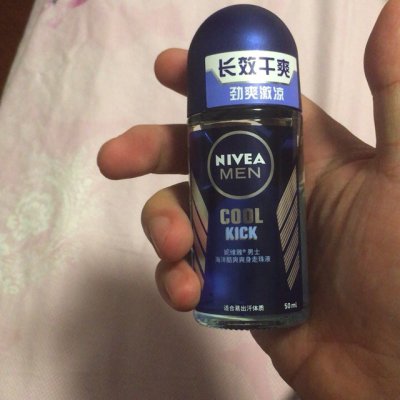 长效干爽
劲爽激凉
NIVEA
MEN
COOL
KICK
妮维雅®男士
海洋酷爽爽身走珠液
适合易出汗体质
50ml